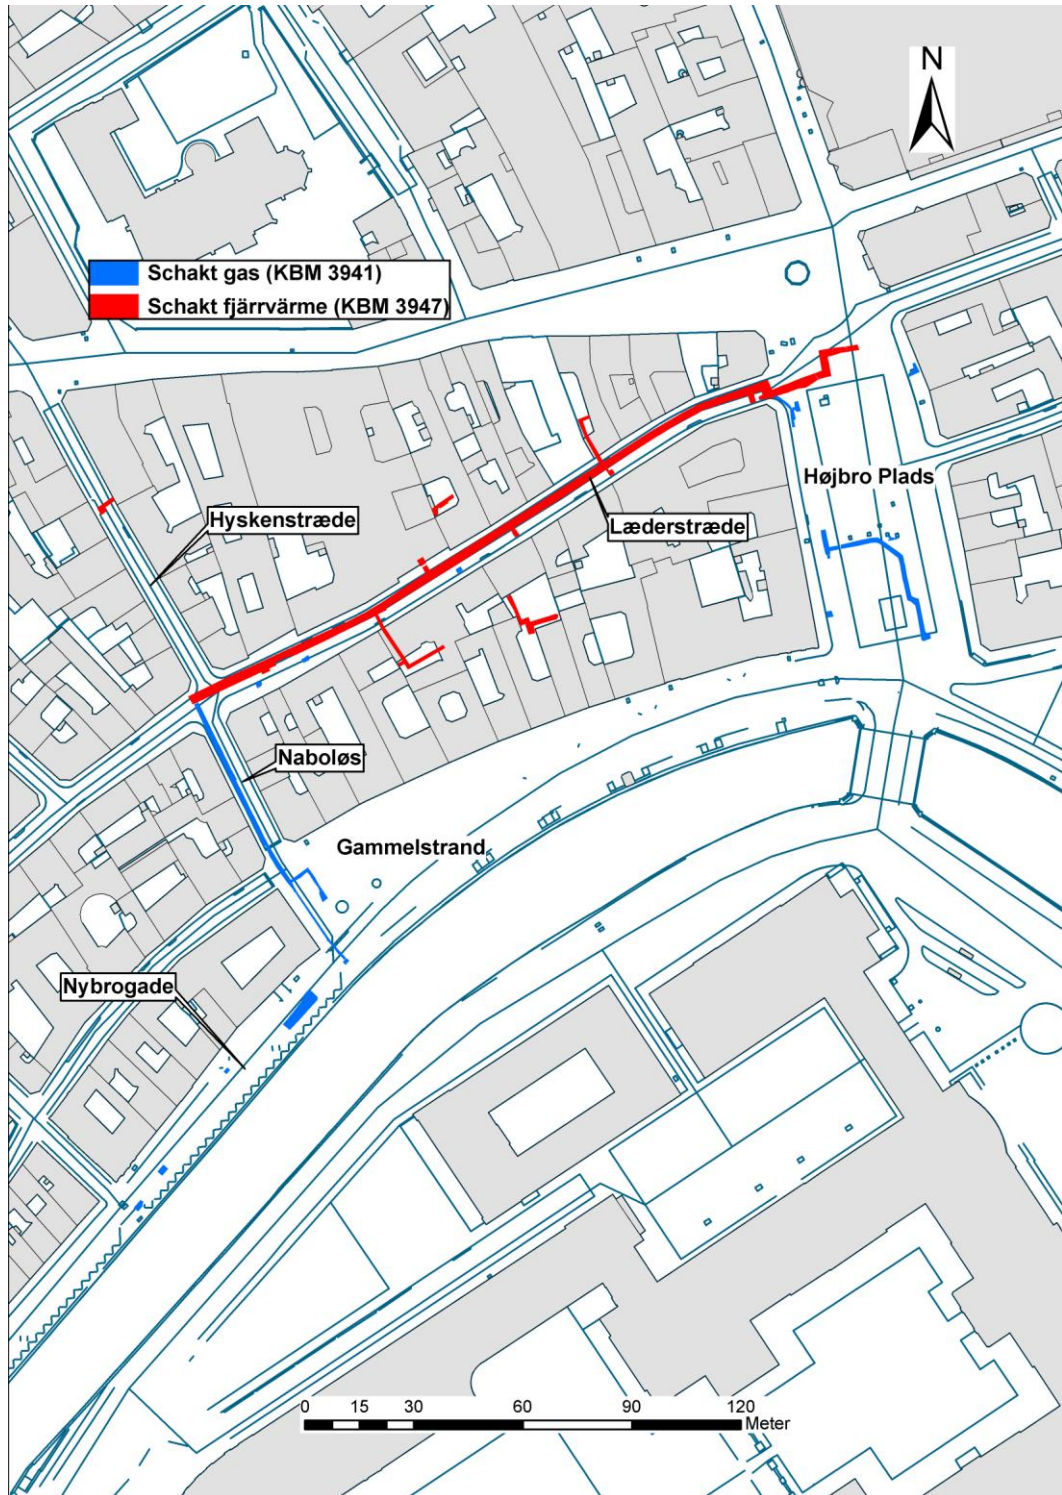 N
Schakt gas (KBM 3941)
Schakt fjärrvärme (KBM 3947)
Højbro Plads
Hyskenstræde
Læderstræde
Naboløs
Gammelstrand
Nybrogade
0 15 30 60 90 120
Meter